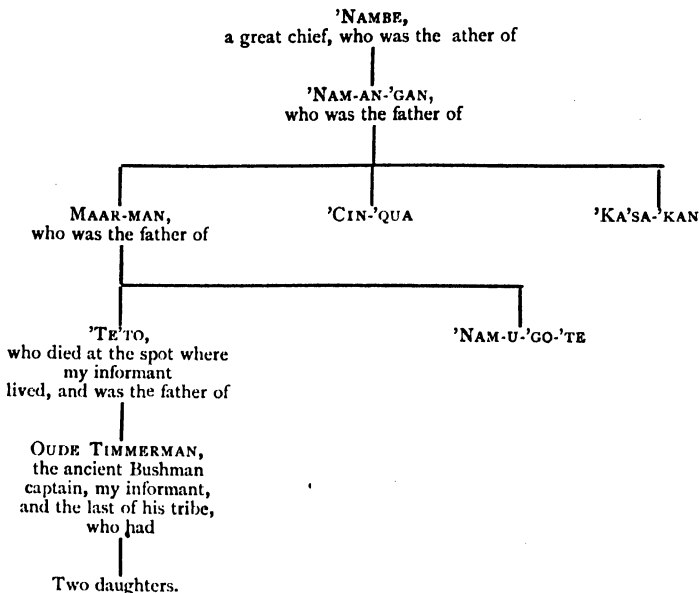 'NAMBE,
a great chief, who was the ather of
'NAM-AN-'GAN,
who was the father of
MAAR-MAN,
who was the father of
'CIN-'QUA
'KA'SA-'KAN
'TE'TO,
who died at the spot where
my informant
lived, and was the father of
'NAM-U-'GO-'TE
OUDE TIMMERMAN,
the ancient Bushman
captain, my informant,
and the last of his tribe,
who had
Two daughters.